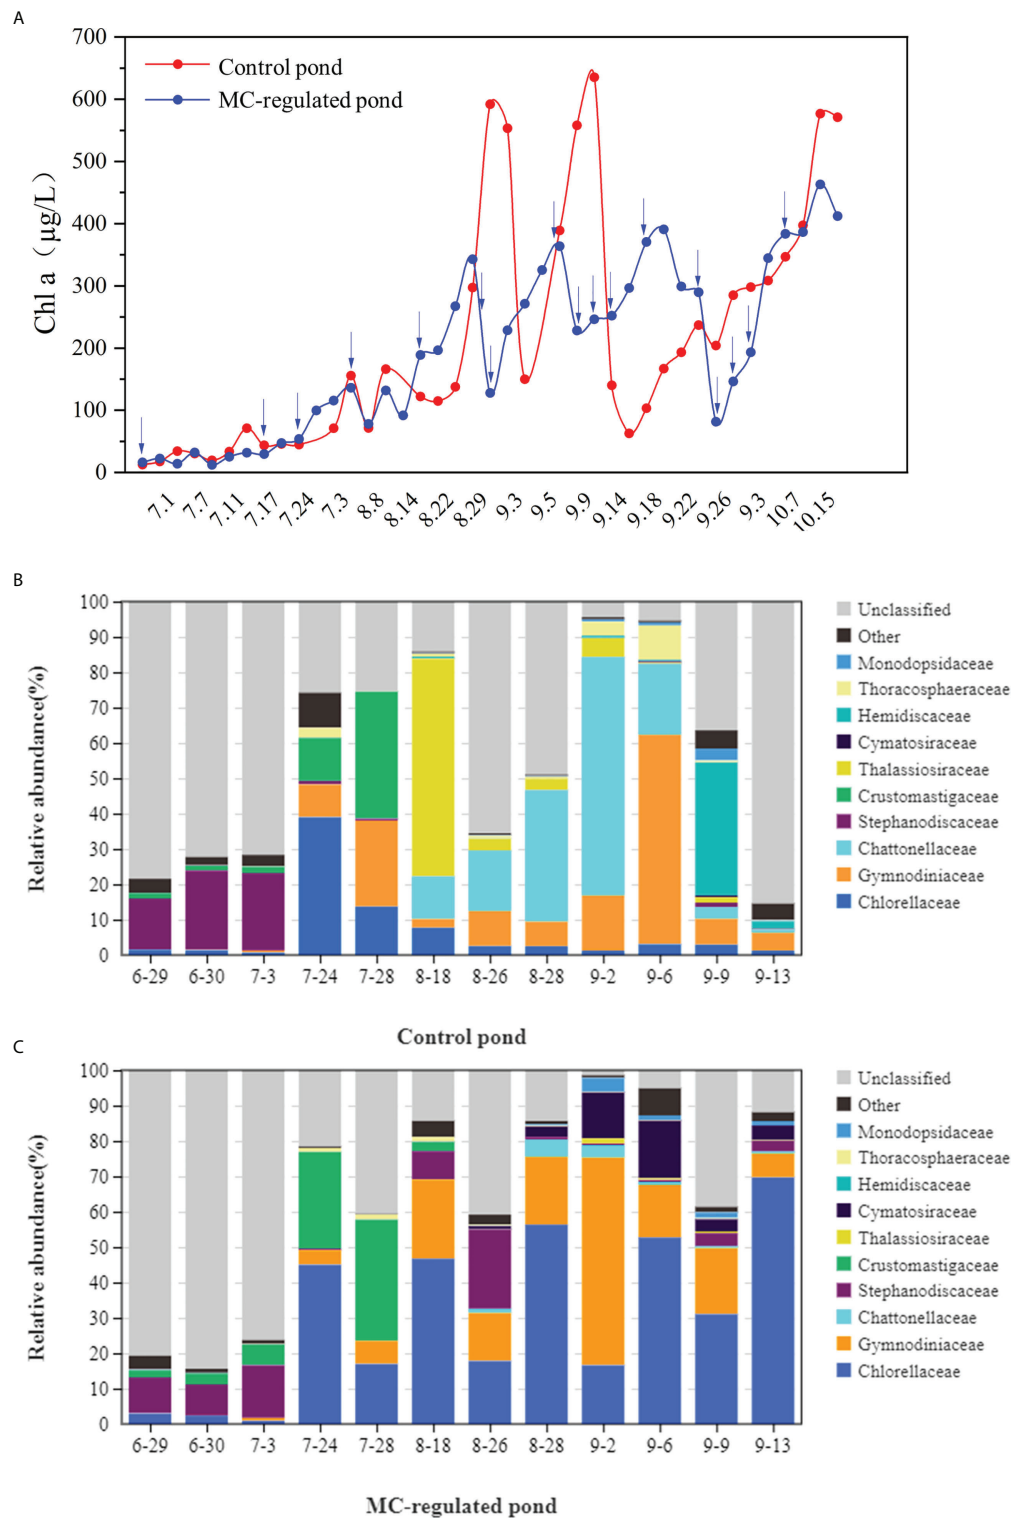 A
Chl a（µg/L）
700
600
500
400
300
200
100
0
Control pond
MC-regulated pond
7.1 7.7 7.11 7.17 7.24 7.3 8.8 8.14 8.22 8.29 9.3 9.5 9.9 9.14 9.18 9.22 9.26 9.3 10.7 10.15
B
Relative abundance(%)
100
90
80
70
60
50
40
30
20
10
0
6-29 6-30 7-3 7-24 7-28 8-18 8-26 8-28 9-2 9-6 9-9 9-13
Unclassified
Other
Monodopsidaceae
Thoracosphaeraceae
Hemidiscaceae
Cymatosiraceae
Thalassiosiraceae
Crustomastigaceae
Stephanodiscaceae
Chattonellaceae
Gymnodiniaceae
Chlorellaceae
Control pond
C
Relative abundance(%)
100
90
80
70
60
50
40
30
20
10
0
6-29 6-30 7-3 7-24 7-28 8-18 8-26 8-28 9-2 9-6 9-9 9-13
Unclassified
Other
Monodopsidaceae
Thoracosphaeraceae
Hemidiscaceae
Cymatosiraceae
Thalassiosiraceae
Crustomastigaceae
Stephanodiscaceae
Chattonellaceae
Gymnodiniaceae
Chlorellaceae
MC-regulated pond